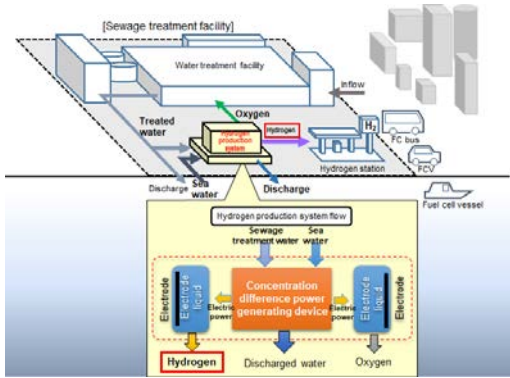 [Sewage treatment facility]
Water treatment facility
Inflow
Oxygen
Treated
water
Hydrogen
production
system
Hydrogen
H2
FC bus
Hydrogen station
FCV
Discharge
Sea
water
Discharge
Fuel cell vessel
Hydrogen production system flow
Sewage
treatment water
Sea
water
Electrode
Electrode
liquid
Electric
power
Concentration
difference power
generating device
Electric
power
Electrode
liquid
Electrode
Hydrogen
Discharged water
Oxygen